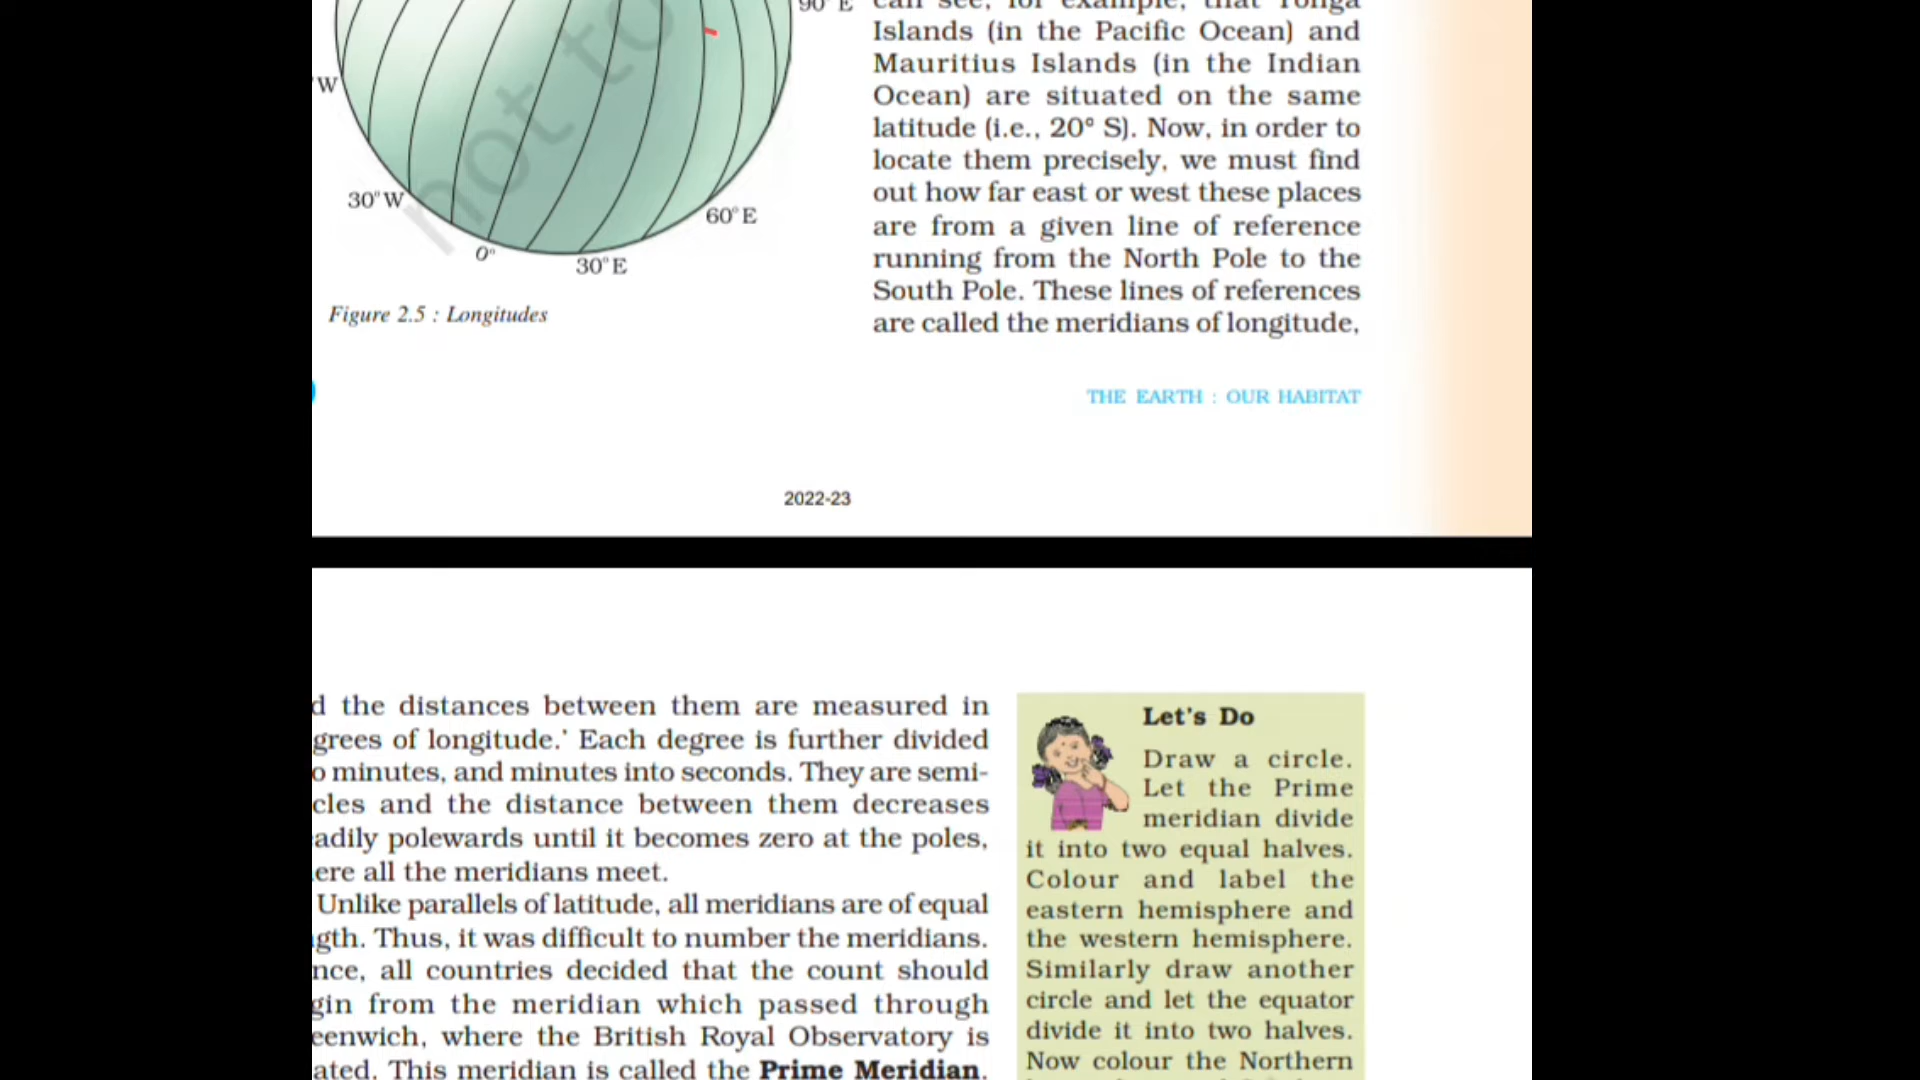 90° E
W
30° W
0°
30° E
60° E
not to
Figure 2.5 : Longitudes
can see, for example, that Tonga
Islands (in the Pacific Ocean) and
Mauritius Islands (in the Indian
Ocean) are situated on the same
latitude (i.e., 20° S). Now, in order to
locate them precisely, we must find
out how far east or west these places
are from a given line of reference
running from the North Pole to the
South Pole. These lines of references
are called the meridians of longitude,
THE EARTH : OUR HABITAT
2022-23
d the distances between them are measured in
grees of longitude.' Each degree is further divided
o minutes, and minutes into seconds. They are semi-
cles and the distance between them decreases
adily polewards until it becomes zero at the poles,
ere all the meridians meet.
Unlike parallels of latitude, all meridians are of equal
gth. Thus, it was difficult to number the meridians.
nce, all countries decided that the count should
gin from the meridian which passed through
eenwich, where the British Royal Observatory is
ated. This meridian is called the Prime Meridian.
Let's Do
Draw a circle.
Let the Prime
meridian divide
it into two equal halves.
Colour and label the
eastern hemisphere and
the western hemisphere.
Similarly draw another
circle and let the equator
divide it into two halves.
Now colour the Northern